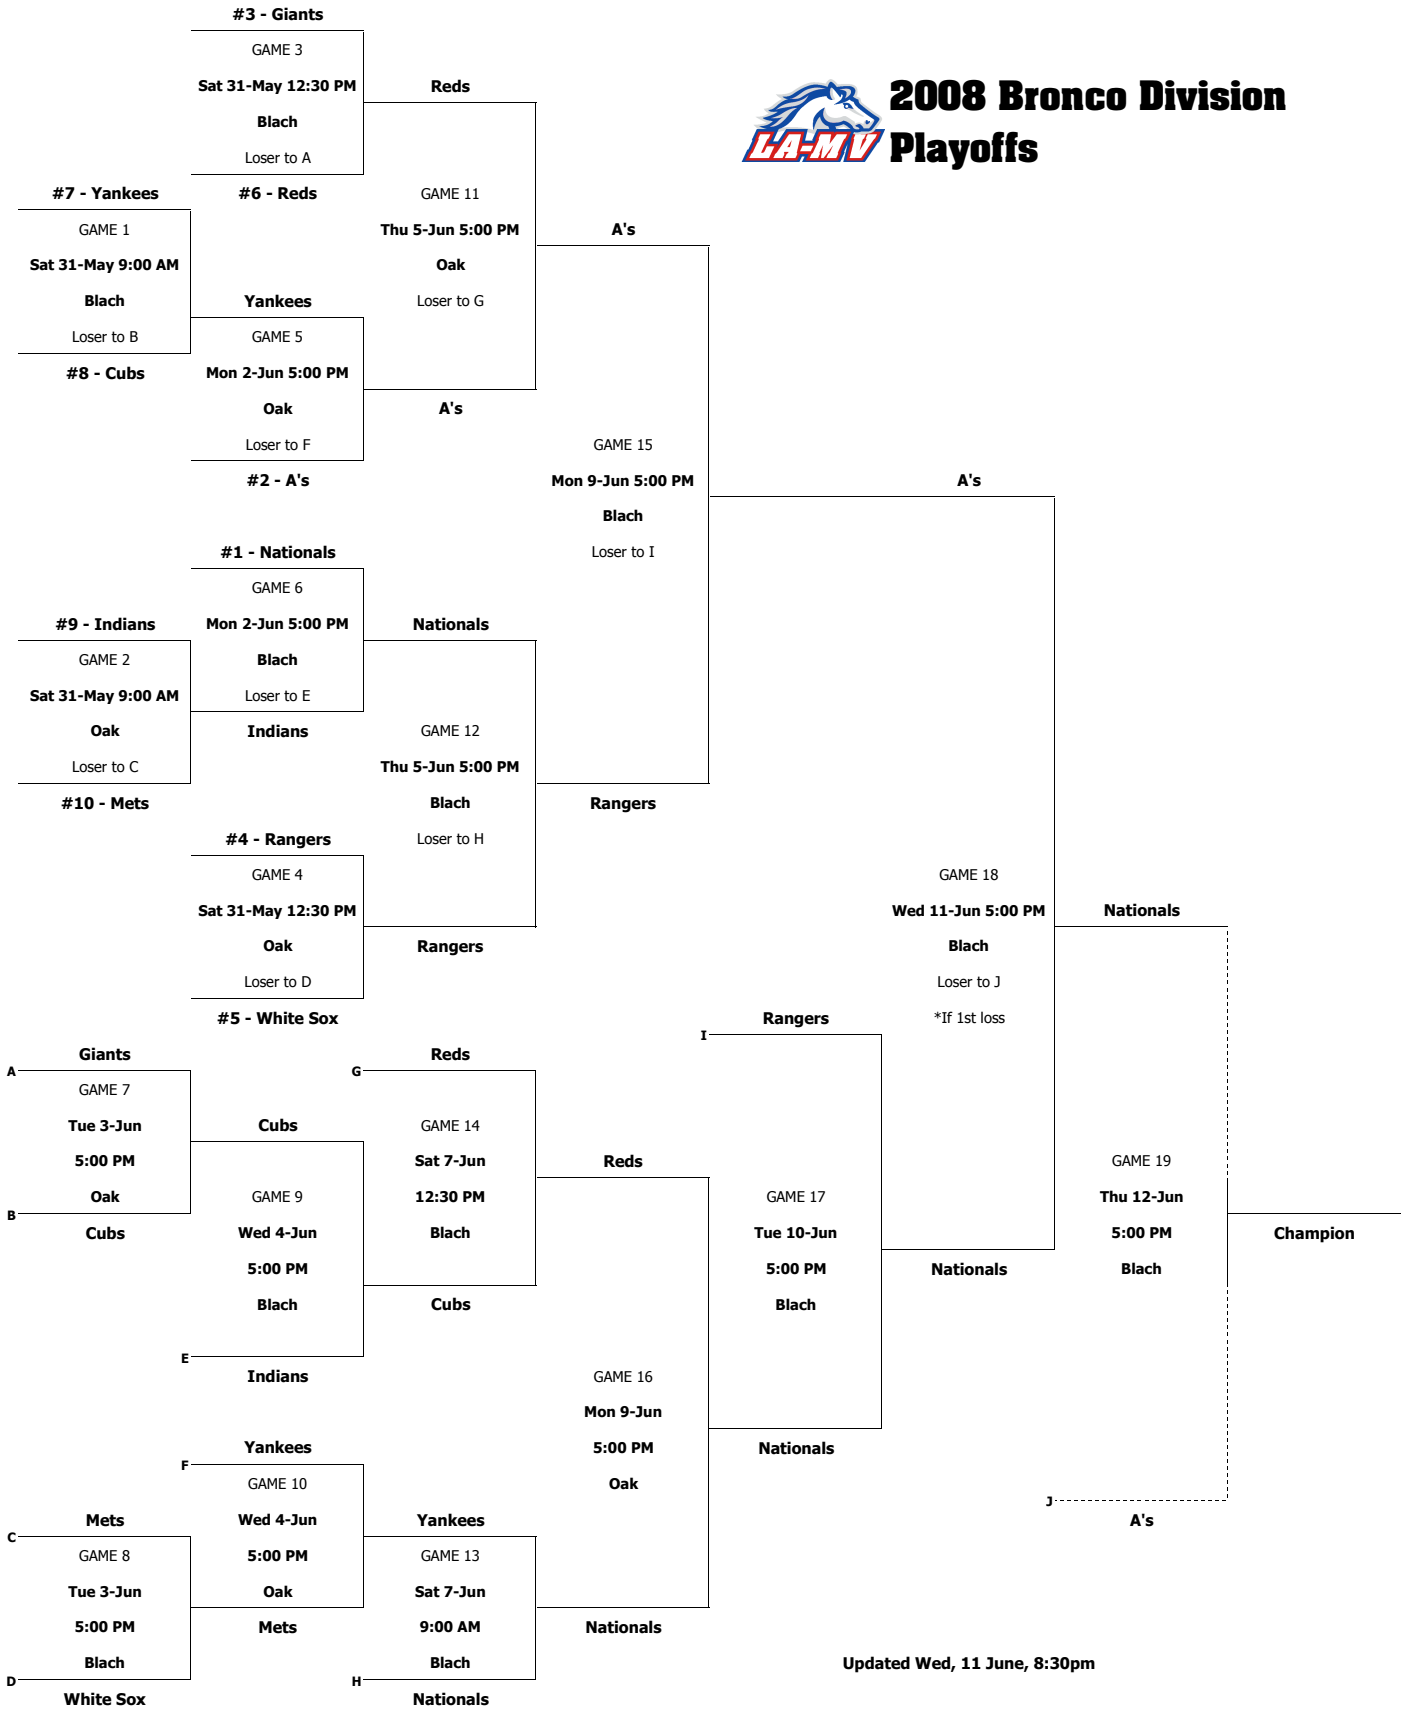 #3 - Giants
GAME 3
Sat 31-May 12:30 PM
Blach
Loser to A
#6 - Reds
LA-MV
2008 Bronco Division
Playoffs
#7 - Yankees
GAME 1
Sat 31-May 9:00 AM
Blach
Loser to B
#8 - Cubs
Reds
GAME 11
Thu 5-Jun 5:00 PM
Oak
Loser to G
A's
Yankees
GAME 5
Mon 2-Jun 5:00 PM
Oak
Loser to F
#2 - A's
A's
GAME 15
Mon 9-Jun 5:00 PM
Blach
Loser to I
Rangers
#1 - Nationals
GAME 6
Mon 2-Jun 5:00 PM
Blach
Loser to E
Indians
#9 - Indians
GAME 2
Sat 31-May 9:00 AM
Oak
Loser to C
#10 - Mets
Nationals
GAME 12
Thu 5-Jun 5:00 PM
Blach
Loser to H
Rangers
#4 - Rangers
GAME 4
Sat 31-May 12:30 PM
Oak
Loser to D
#5 - White Sox
A's
GAME 18
Wed 11-Jun 5:00 PM
Blach
Loser to J
*If 1st loss
Nationals
Giants
A
GAME 7
Tue 3-Jun
5:00 PM
Oak
B
Cubs
Cubs
GAME 9
Wed 4-Jun
5:00 PM
Blach
E
Indians
Reds
G
GAME 14
Sat 7-Jun
12:30 PM
Blach
Cubs
Reds
GAME 16
Mon 9-Jun
5:00 PM
Oak
Nationals
Rangers
I
GAME 17
Tue 10-Jun
5:00 PM
Blach
Nationals
Nationals
GAME 19
Thu 12-Jun
5:00 PM
Blach
J
A's
Champion
Yankees
F
GAME 10
Wed 4-Jun
5:00 PM
Oak
Mets
Mets
C
GAME 8
Tue 3-Jun
5:00 PM
Blach
D
White Sox
Yankees
GAME 13
Sat 7-Jun
9:00 AM
Blach
H
Nationals
Updated Wed, 11 June, 8:30pm